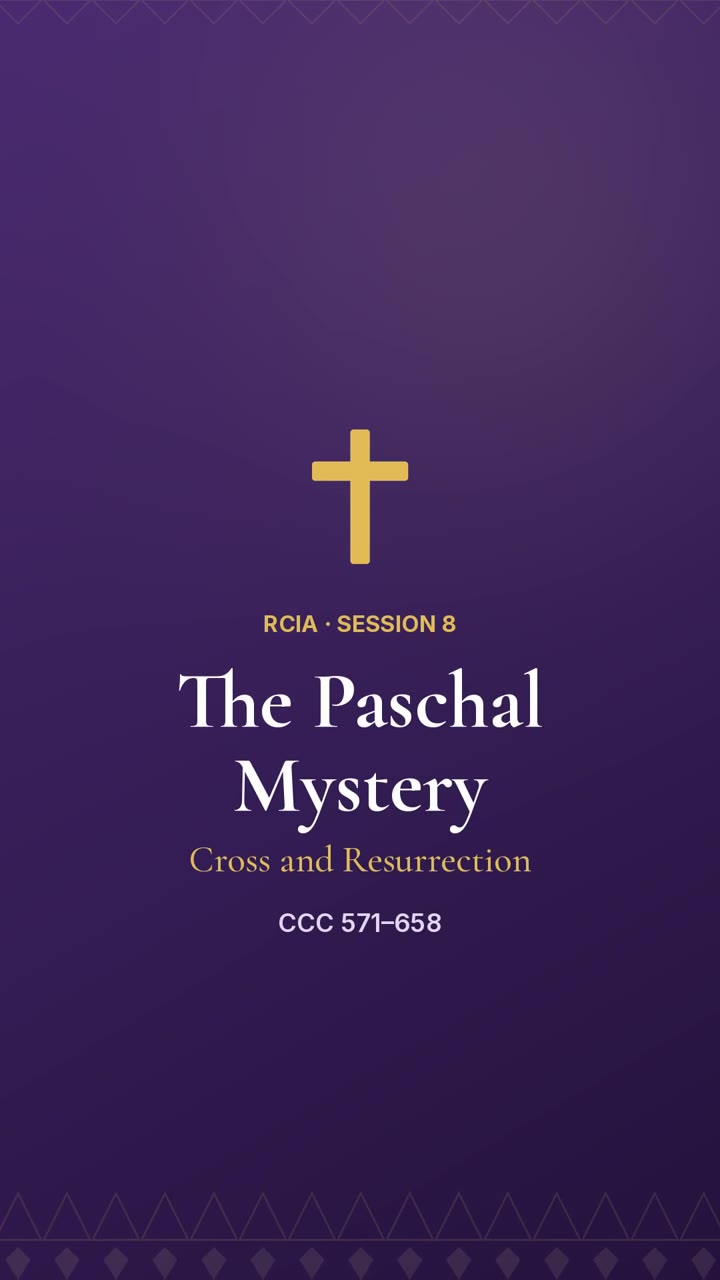 RCIA · SESSION 8
The Paschal
Mystery
Cross and Resurrection
CCC 571–658